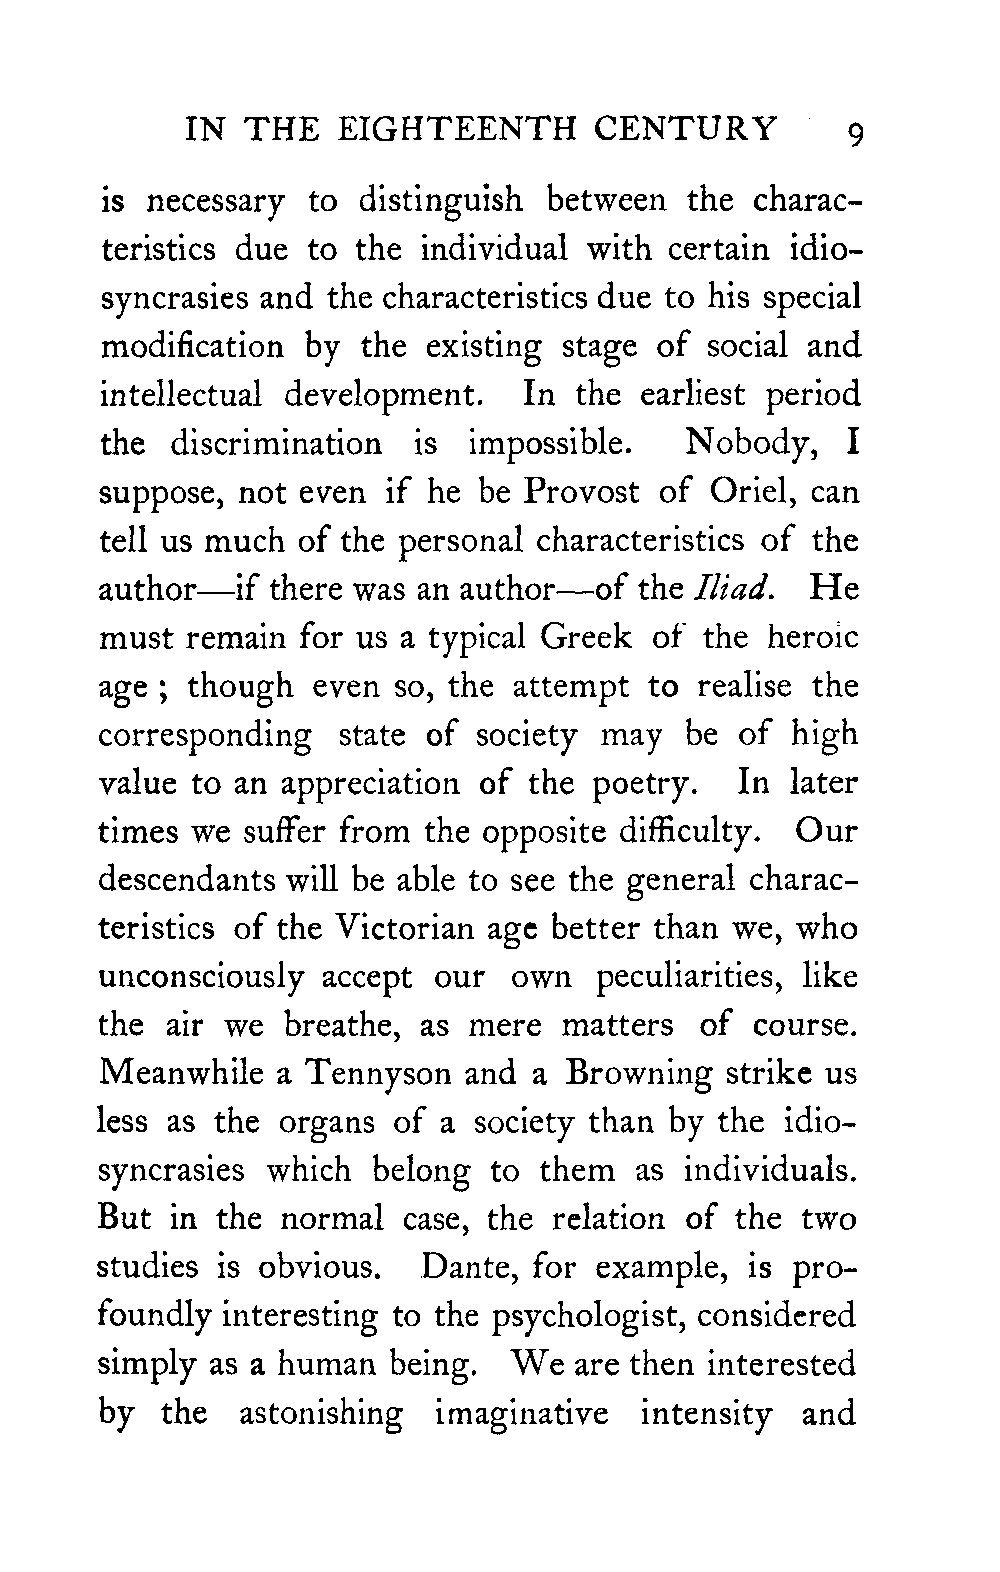 IN THE EIGHTEENTH CENTURY 9
is necessary to distinguish between the charac-
teristics due to the individual with certain idio-
syncrasies and the characteristics due to his special
modification by the existing stage of social and
intellectual development. In the earliest period
the discrimination is impossible. Nobody, I
suppose, not even if he be Provost of Oriel, can
tell us much of the personal characteristics of the
author—if there was an author—of the Iliad. He
must remain for us a typical Greek of the heroic
age ; though even so, the attempt to realise the
corresponding state of society may be of high
value to an appreciation of the poetry. In later
times we suffer from the opposite difficulty. Our
descendants will be able to see the general charac-
teristics of the Victorian age better than we, who
unconsciously accept our own peculiarities, like
the air we breathe, as mere matters of course.
Meanwhile a Tennyson and a Browning strike us
less as the organs of a society than by the idio-
syncrasies which belong to them as individuals.
But in the normal case, the relation of the two
studies is obvious. Dante, for example, is pro-
foundly interesting to the psychologist, considered
simply as a human being. We are then interested
by the astonishing imaginative intensity and